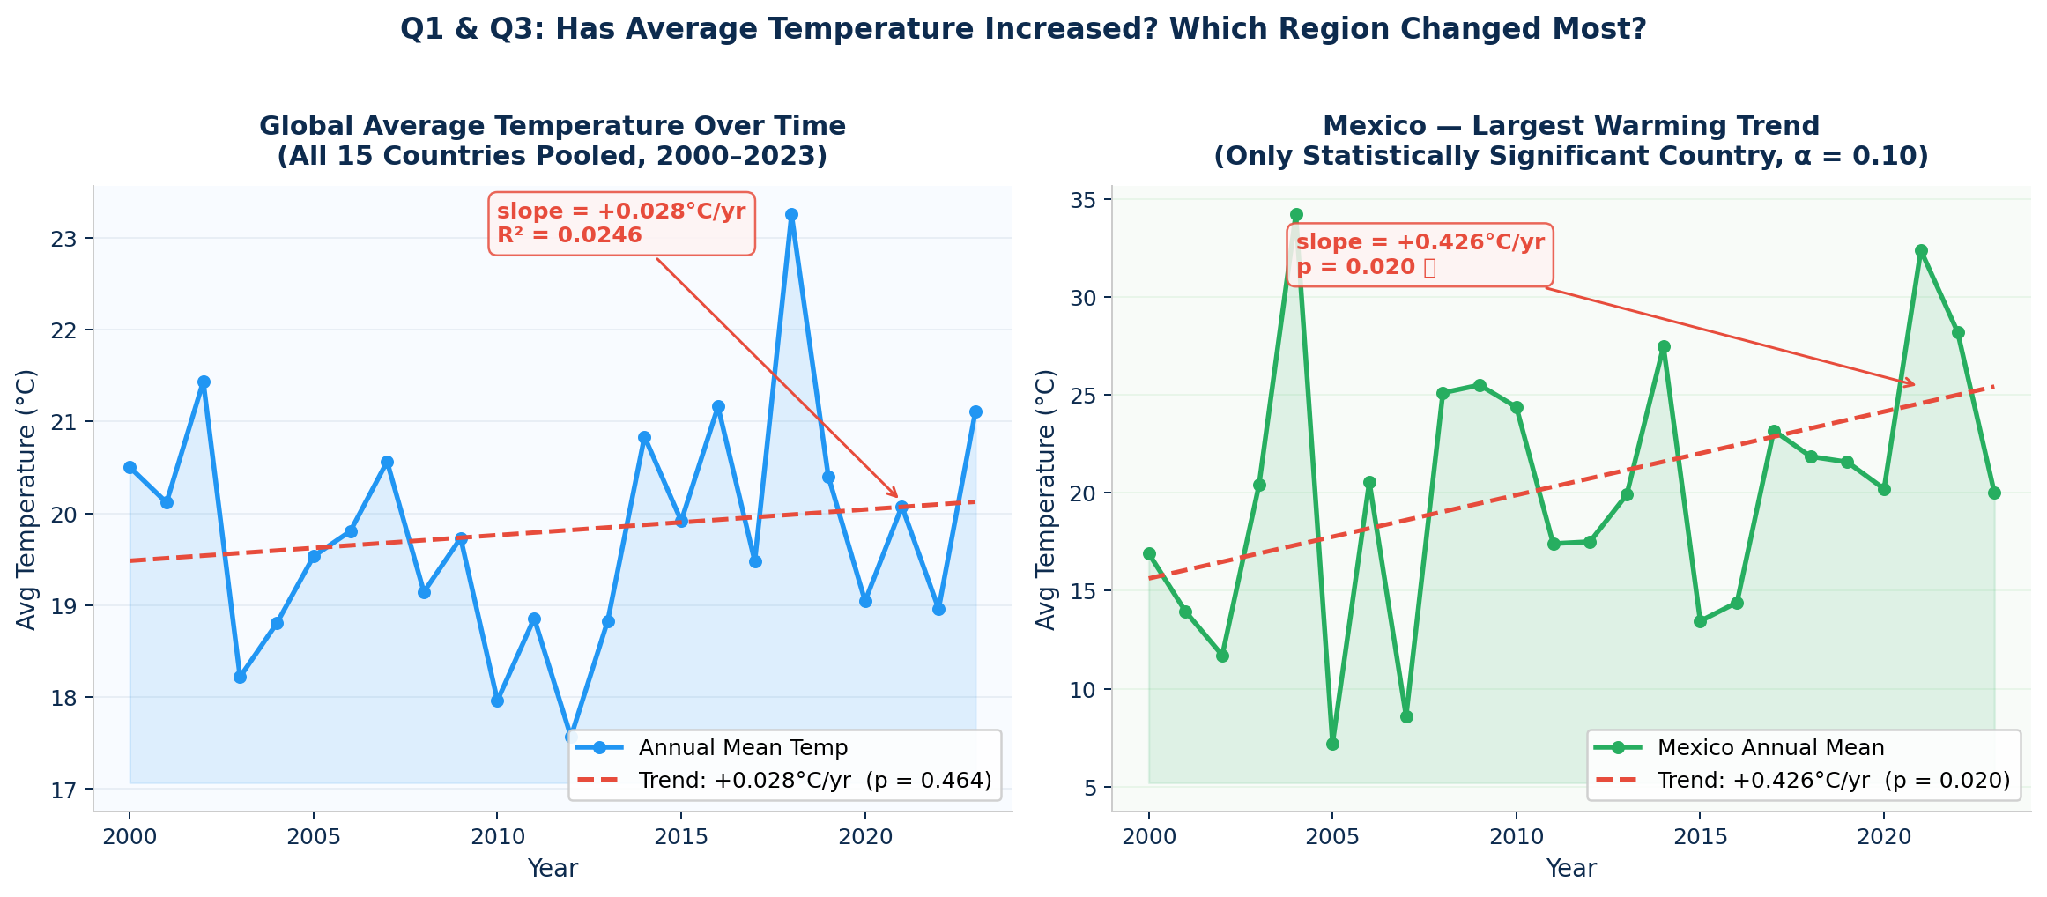 Q1 & Q3: Has Average Temperature Increased? Which Region Changed Most?
Global Average Temperature Over Time
(All 15 Countries Pooled, 2000–2023)
slope = +0.028°C/yr
R² = 0.0246
23
22
21
20
19
18
17
Avg Temperature (°C)
Annual Mean Temp
Trend: +0.028°C/yr (p = 0.464)
2000 2005 2010 2015 2020
Year
Mexico — Largest Warming Trend
(Only Statistically Significant Country, α = 0.10)
slope = +0.426°C/yr
p = 0.020
35
30
25
20
15
10
5
Avg Temperature (°C)
Mexico Annual Mean
Trend: +0.426°C/yr (p = 0.020)
2000 2005 2010 2015 2020
Year